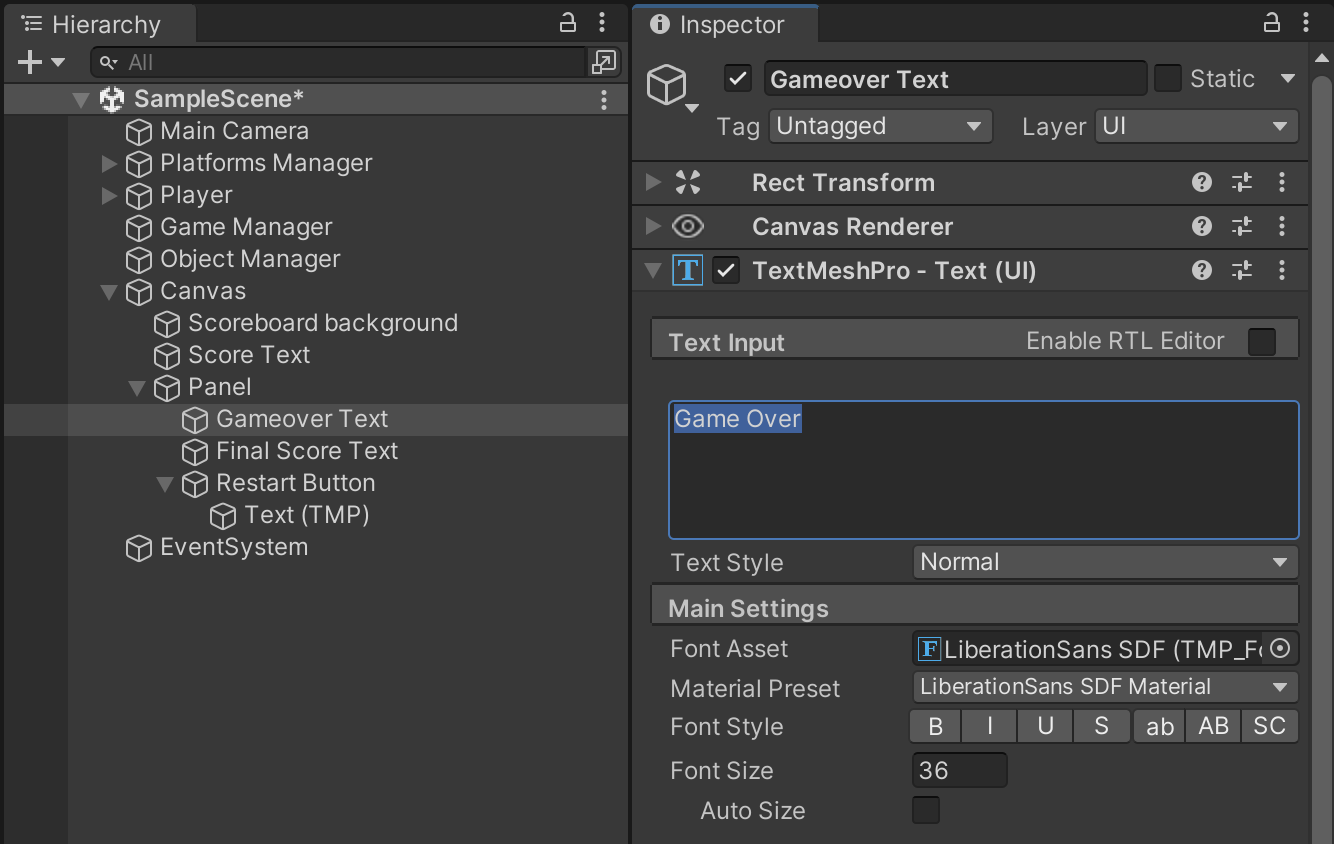 Hierarchy
All
SampleScene*
Main Camera
Platforms Manager
Player
Game Manager
Object Manager
Canvas
Scoreboard background
Score Text
Panel
Gameover Text
Final Score Text
Restart Button
Text (TMP)
EventSystem
Inspector
Gameover Text
Static
Tag Untagged Layer UI
Rect Transform
Canvas Renderer
T TextMeshPro - Text (UI)
Text Input Enable RTL Editor
Game Over
Text Style Normal
Main Settings
Font Asset F LiberationSans SDF (TMP_Fo
Material Preset LiberationSans SDF Material
Font Style B I U S ab AB SC
Font Size 36
Auto Size